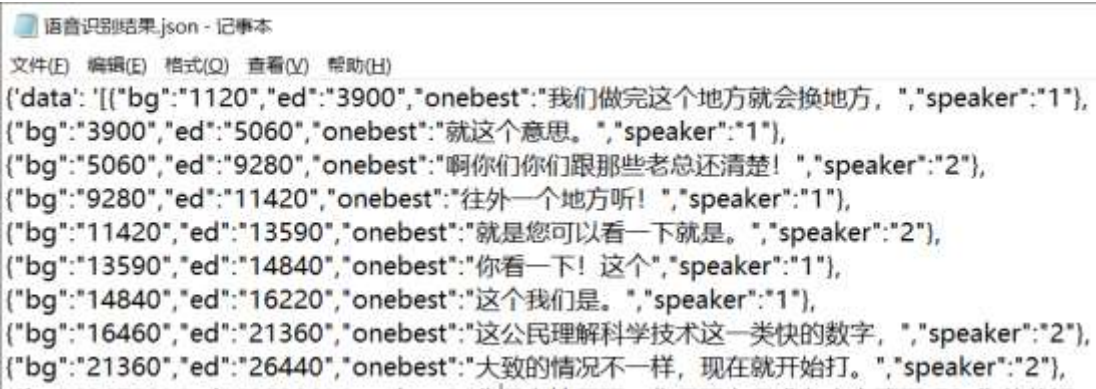 语音识别结果.json - 记事本
文件(F) 编辑(E) 格式(O) 查看(V) 帮助(H)
{'data': '[{"bg":"1120","ed":"3900","onebest":"我们做完这个地方就会换地方，","speaker":"1"},
{"bg":"3900","ed":"5060","onebest":"就这个意思。","speaker":"1"},
{"bg":"5060","ed":"9280","onebest":"啊你们你们跟那些老总还清楚！","speaker":"2"},
{"bg":"9280","ed":"11420","onebest":"往外一个地方听！","speaker":"1"},
{"bg":"11420","ed":"13590","onebest":"就是您可以看一下就是。","speaker":"2"},
{"bg":"13590","ed":"14840","onebest":"你看一下！这个","speaker":"1"},
{"bg":"14840","ed":"16220","onebest":"这个我们是。","speaker":"1"},
{"bg":"16460","ed":"21360","onebest":"这公民理解科学技术这一类快的数字，","speaker":"2"},
{"bg":"21360","ed":"26440","onebest":"大致的情况不一样，现在就开始打。","speaker":"2"},